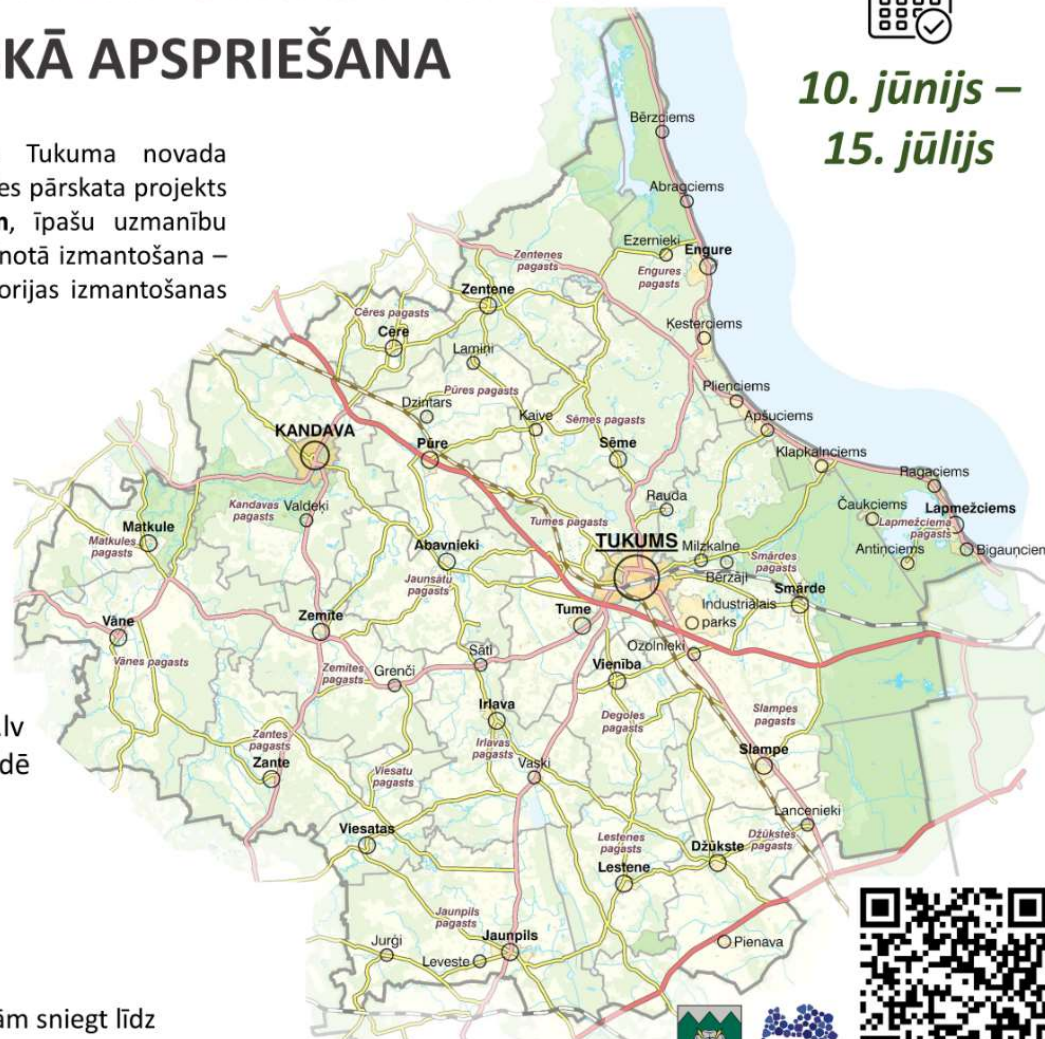 KĀ APSPRIEŠANA
10. jūnijs –
15. jūlijs
Tukuma novada
es pārskata projekts
īpašu uzmanību
notā izmantošana –
orijas izmantošanas
Bērzciems
Abragciems
Ezernieki
Engure
Engures
pagasts
Zentenes
pagasts
Zentene
Cēres pagasts
Cēre
Ķesterciems
Lamiņi
Plieņciems
Pūres pagasts
Dzintars
Kaive
Sēmes pagasts
Apšuciems
KANDAVA
Pūre
Sēme
Klapkalnciems
Ragaciems
Kandavas
pagasts
Valdeķi
Rauda
Čaukciems
Lapmežciems
Lapmežciema
pagasts
Matkule
Matkules
pagasts
Tumes pagasts
TUKUMS
Milzkalne
Antiņciems
Bigauņciem
Abavnieki
Smārdes
pagasts
Bērzāji
Jaunsātu
pagasts
Smārde
Industriālais
parks
Tume
Vāne
Zemīte
Ozolnieki
Sāti
Vānes pagasts
Zemītes
pagasts
Grenči
Vienība
Irlava
Degoles
pagasts
Slampes
pagasts
.lv
dē
Zantes
pagasts
Zante
Irlavas
pagasts
Slampe
Viesatu
pagasts
Vaski
Lancenieki
Viesatas
Lestenes
pagasts
Džūkste
Džūkstes
pagasts
Lestene
Jaunpils
pagasts
Jurģi
Jaunpils
Leveste
Pienava
ām sniegt līdz